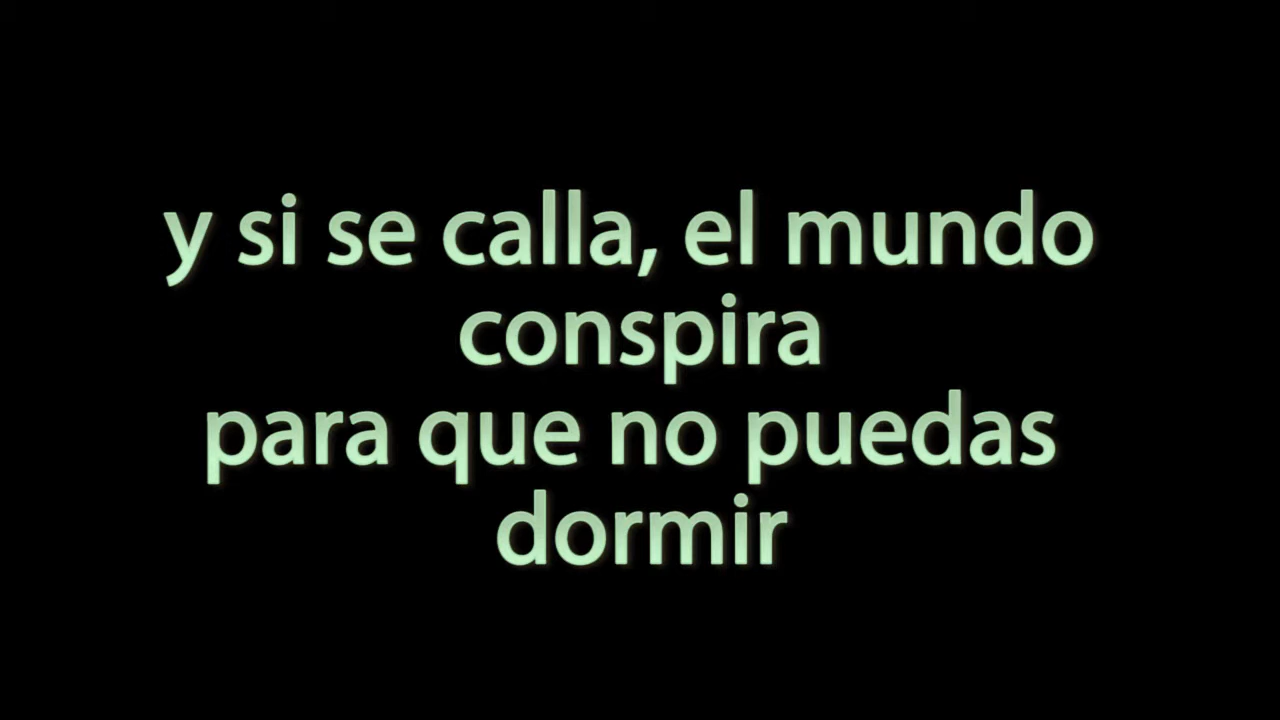 y si se calla, el mundo
conspira
para que no puedas
dormir